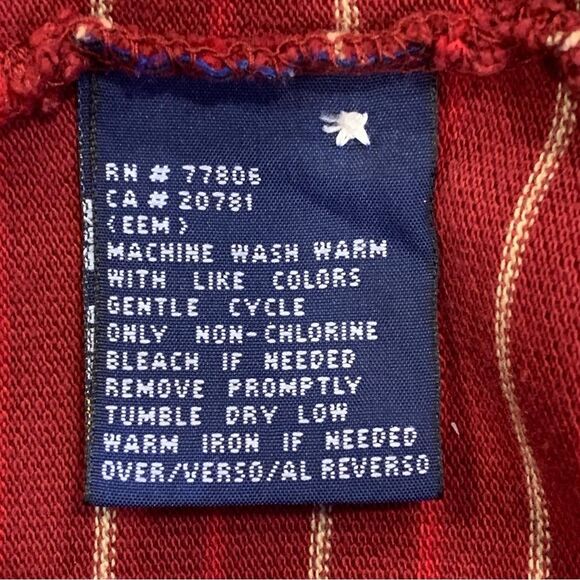 RN # 77806
CA # 20781
(EEM)
MACHINE WASH WARM
WITH LIKE COLORS
GENTLE CYCLE
ONLY NON-CHLORINE
BLEACH IF NEEDED
REMOVE PROMPTLY
TUMBLE DRY LOW
WARM IRON IF NEEDED
OVER/VERSO/AL REVERSO